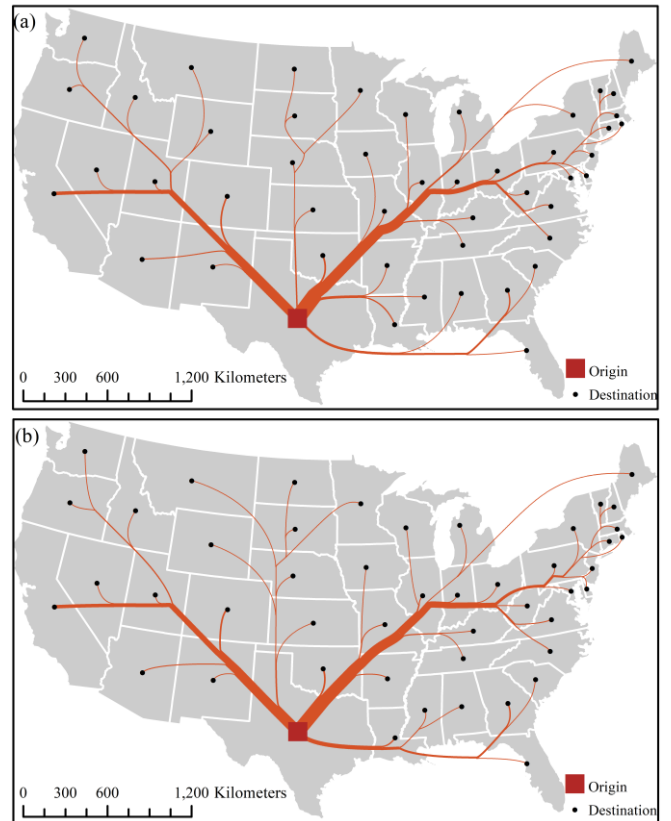 (a)
Origin
0 300 600 1,200 Kilometers
Destination
(b)
Origin
0 300 600 1,200 Kilometers
Destination